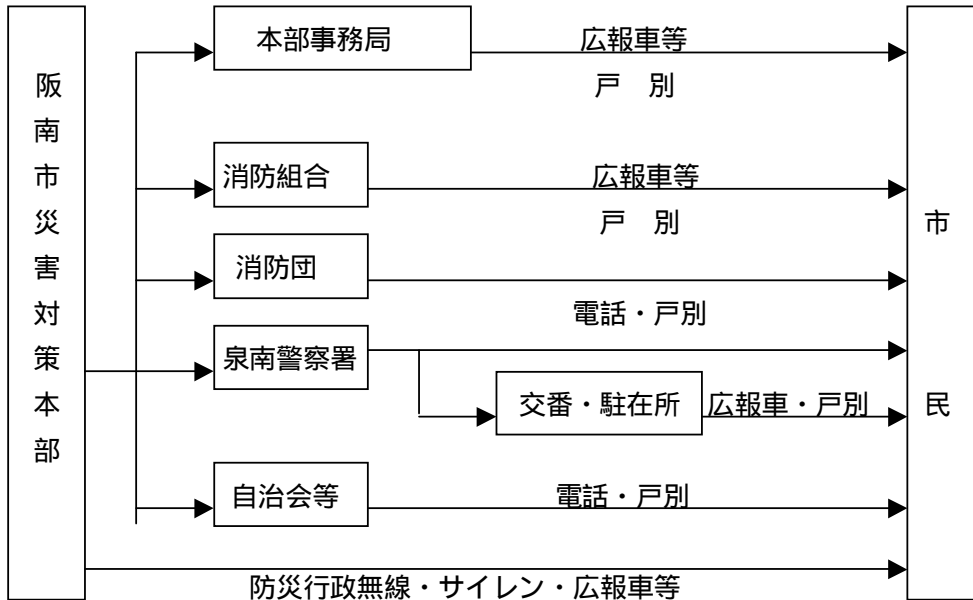 阪南市災害対策本部
本部事務局
広報車等
戸　別
消防組合
広報車等
戸　別
消防団
電話・戸別
泉南警察署
交番・駐在所
広報車・戸別
自治会等
電話・戸別
防災行政無線・サイレン・広報車等
市民